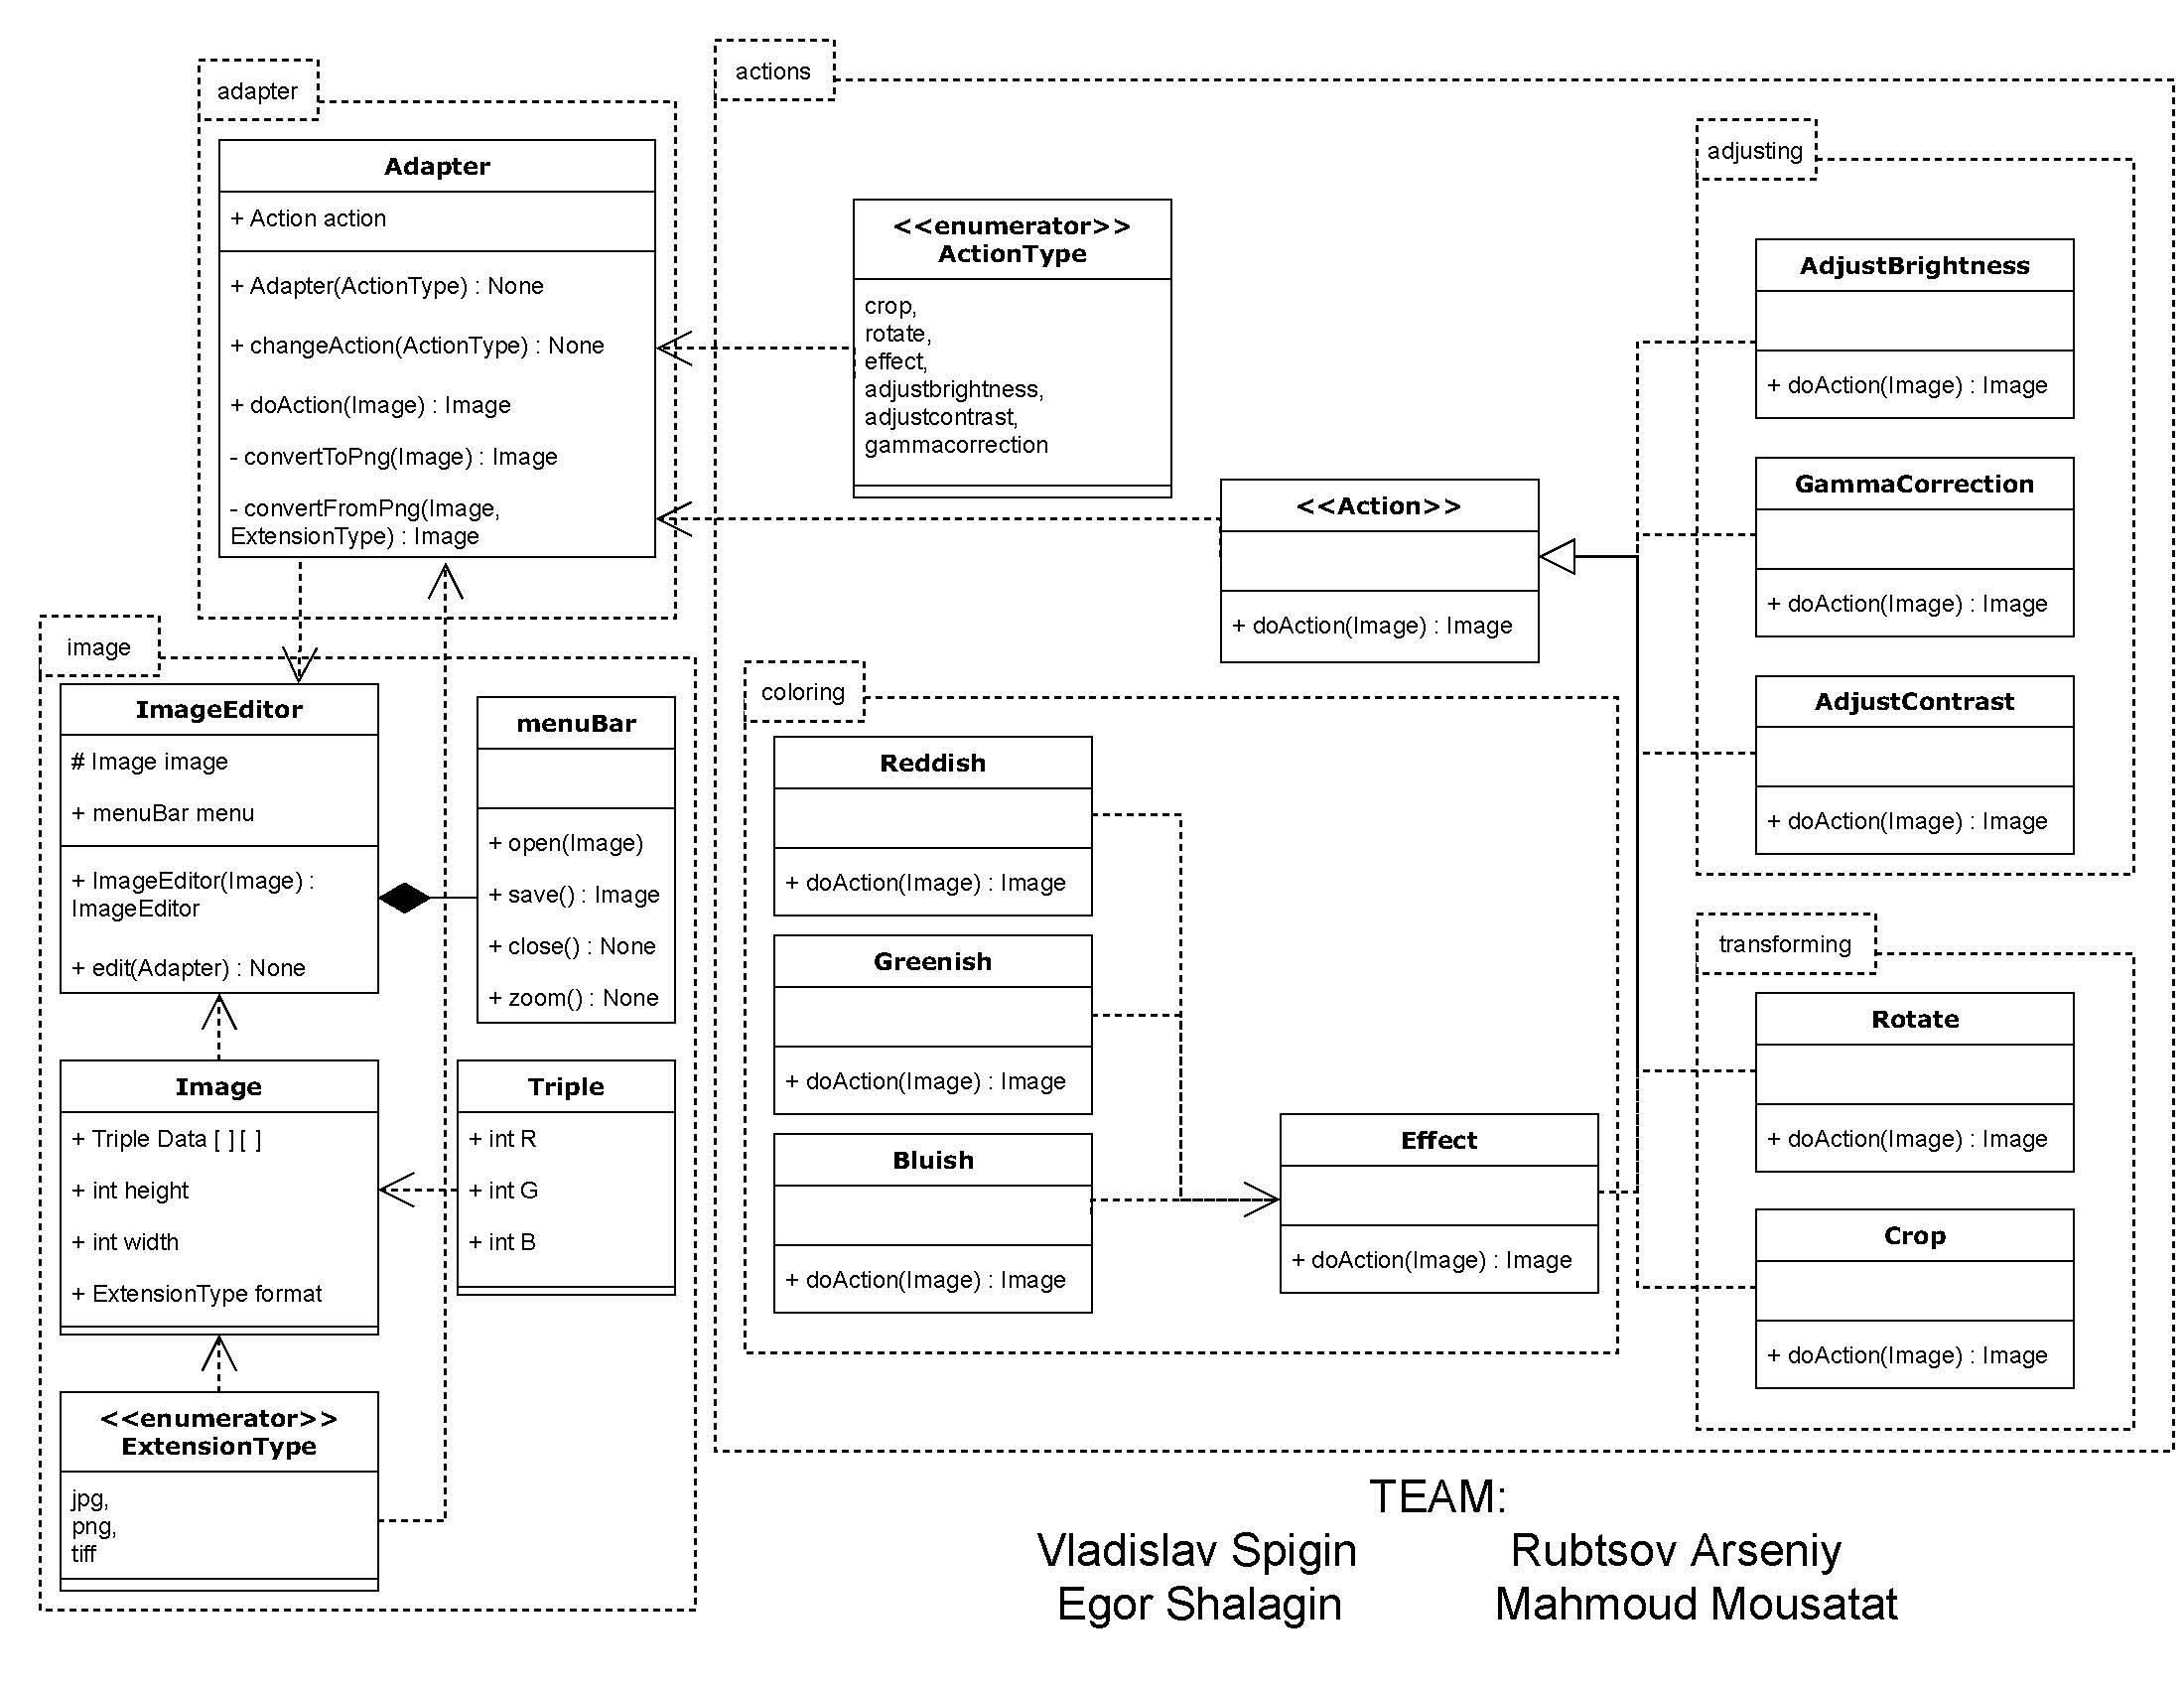 adapter
Adapter
+ Action action
+ Adapter(ActionType) : None
+ changeAction(ActionType) : None
+ doAction(Image) : Image
- convertToPng(Image) : Image
- convertFromPng(Image,
ExtensionType) : Image
image
ImageEditor
# Image image
+ menuBar menu
+ ImageEditor(Image) :
ImageEditor
+ edit(Adapter) : None
menuBar
+ open(Image)
+ save() : Image
+ close() : None
+ zoom() : None
Image
+ Triple Data [ ] [ ]
+ int height
+ int width
+ ExtensionType format
Triple
+ int R
+ int G
+ int B
<<enumerator>>
ExtensionType
jpg,
png,
tiff
actions
<<enumerator>>
ActionType
crop,
rotate,
effect,
adjustbrightness,
adjustcontrast,
gammacorrection
<<Action>>
+ doAction(Image) : Image
coloring
Reddish
+ doAction(Image) : Image
Greenish
+ doAction(Image) : Image
Bluish
+ doAction(Image) : Image
Effect
+ doAction(Image) : Image
adjusting
AdjustBrightness
+ doAction(Image) : Image
GammaCorrection
+ doAction(Image) : Image
AdjustContrast
+ doAction(Image) : Image
transforming
Rotate
+ doAction(Image) : Image
Crop
+ doAction(Image) : Image
TEAM:
Vladislav Spigin Rubtsov Arseniy
Egor Shalagin Mahmoud Mousatat